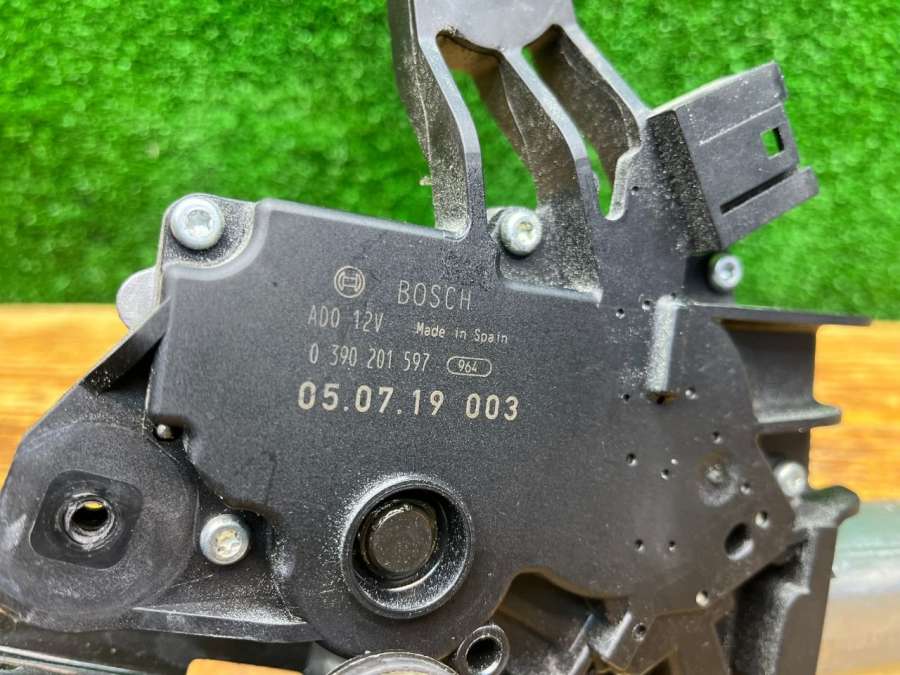 BOSCH
ADO 12V Made in Spain
0 390 201 597 964
05.07.19 003